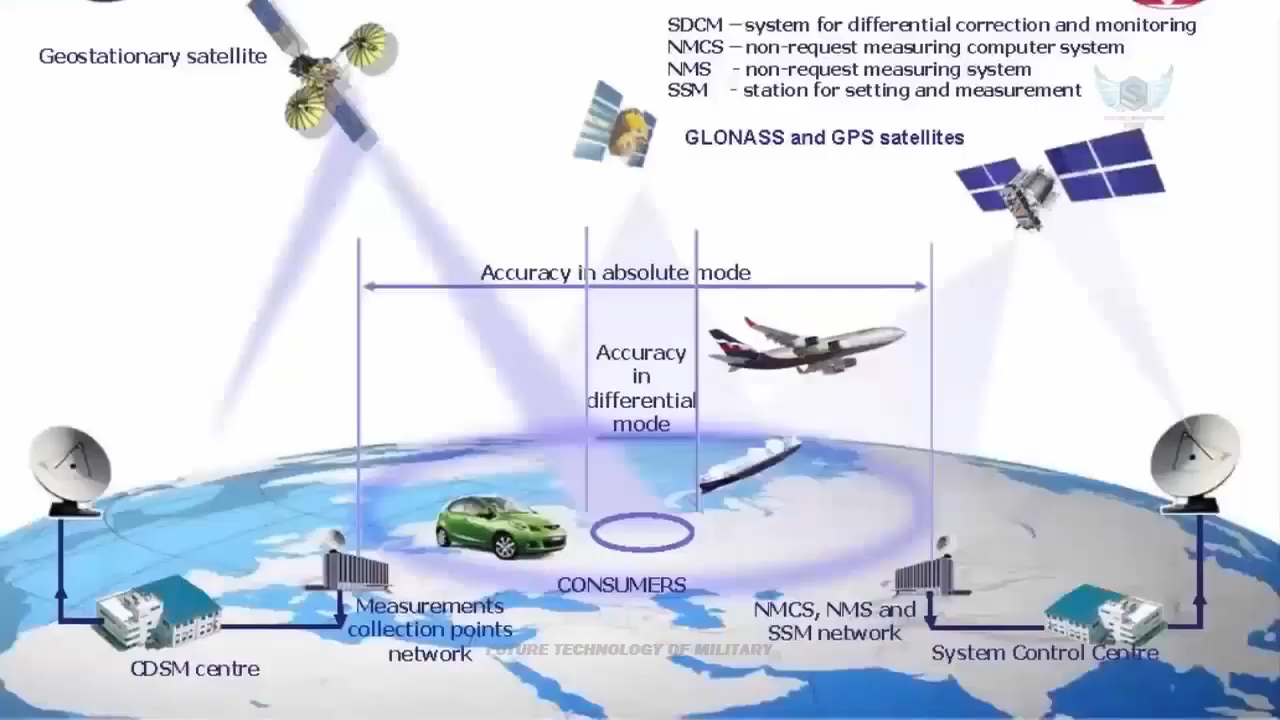 SDCM – system for differential correction and monitoring
NMCS – non-request measuring computer system
NMS - non-request measuring system
SSM - station for setting and measurement
Geostationary satellite
GLONASS and GPS satellites
Accuracy in absolute mode
Accuracy
in
differential
mode
CONSUMERS
Measurements
collection points
network
NMCS, NMS and
SSM network
CDSM centre
System Control Centre
FUTURE TECHNOLOGY OF MILITARY